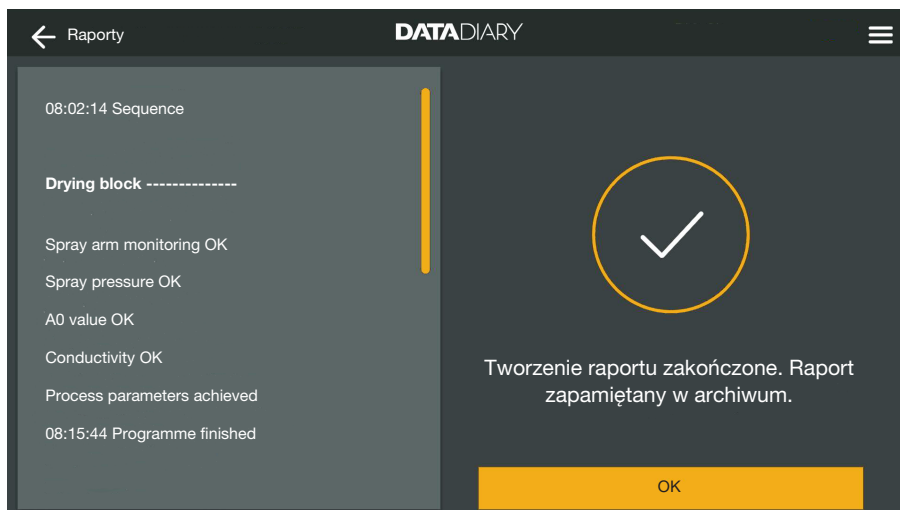 Raporty
DATADIARY
08:02:14 Sequence
Drying block --------------
Spray arm monitoring OK
Spray pressure OK
A0 value OK
Conductivity OK
Process parameters achieved
08:15:44 Programme finished
Tworzenie raportu zakończone. Raport
zapamiętany w archiwum.
OK